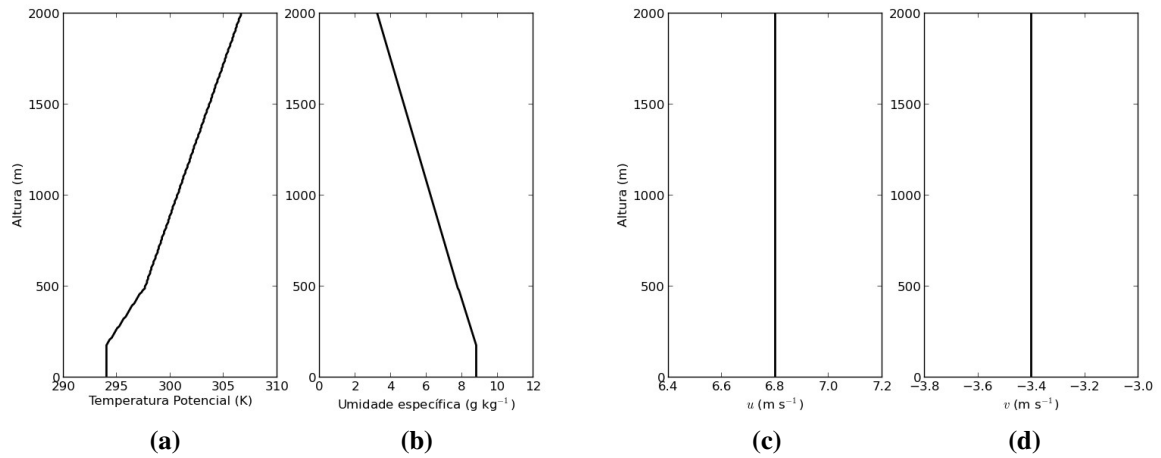 2000
1500
1000
500
0
Altura (m)
290 295 300 305 310
Temperatura Potencial (K)
(a)
2000
1500
1000
500
0
0 2 4 6 8 10 12
Umidade específica (g kg⁻¹)
(b)
2000
1500
1000
500
0
Altura (m)
6.4 6.6 6.8 7.0 7.2
u (m s⁻¹)
(c)
2000
1500
1000
500
0
−3.8 −3.6 −3.4 −3.2 −3.0
v (m s⁻¹)
(d)